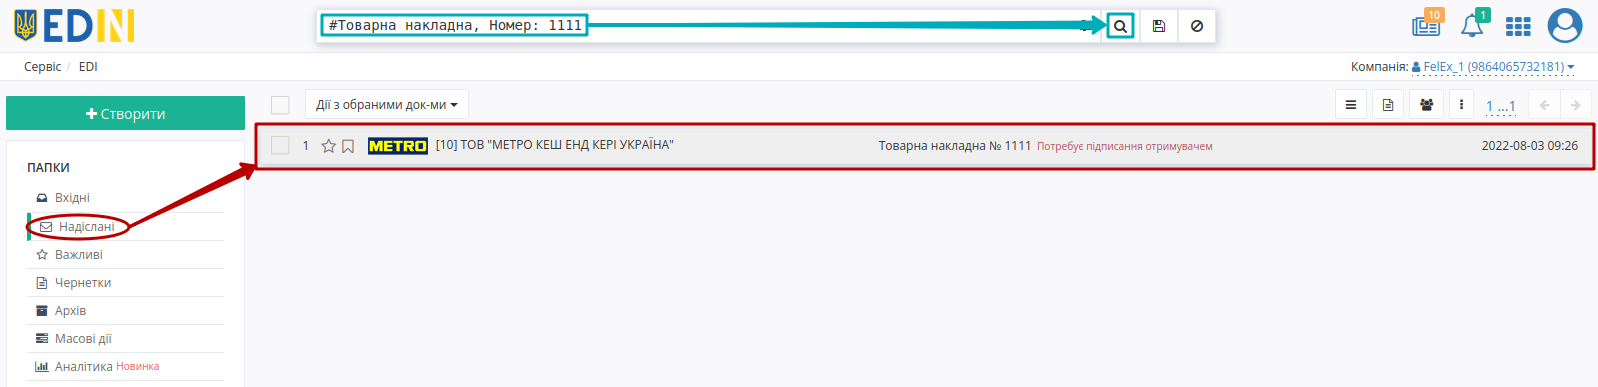 EDIN
#Товарна накладна, Номер: 1111
10
1
Сервіс / EDI
Компанія: FelEx_1 (9864065732181)
Створити
Дії з обраними док-ми
1 ...1
1 METRO [10] ТОВ "МЕТРО КЕШ ЕНД КЕРІ УКРАЇНА" Товарна накладна № 1111 Потребує підписання отримувачем 2022-08-03 09:26
ПАПКИ
Вхідні
Надіслані
Важливі
Чернетки
Архів
Масові дії
Аналітика Новинка